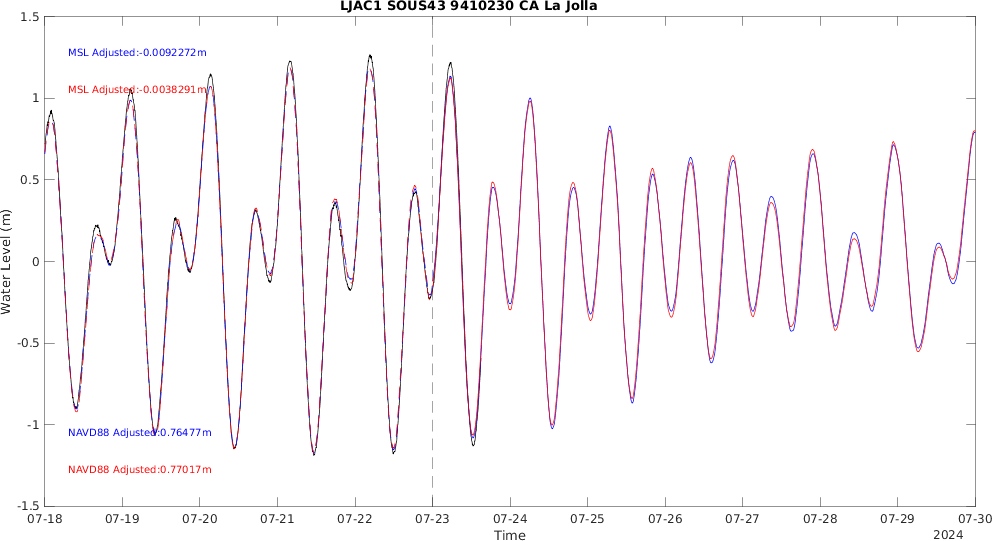 LJAC1 SOUS43 9410230 CA La Jolla
1.5
MSL Adjusted:-0.0092272m
1
MSL Adjusted:-0.0038291m
0.5
Water Level (m)
0
-0.5
-1
NAVD88 Adjusted:0.76477m
NAVD88 Adjusted:0.77017m
-1.5
07-18 07-19 07-20 07-21 07-22 07-23 07-24 07-25 07-26 07-27 07-28 07-29 07-30
Time
2024